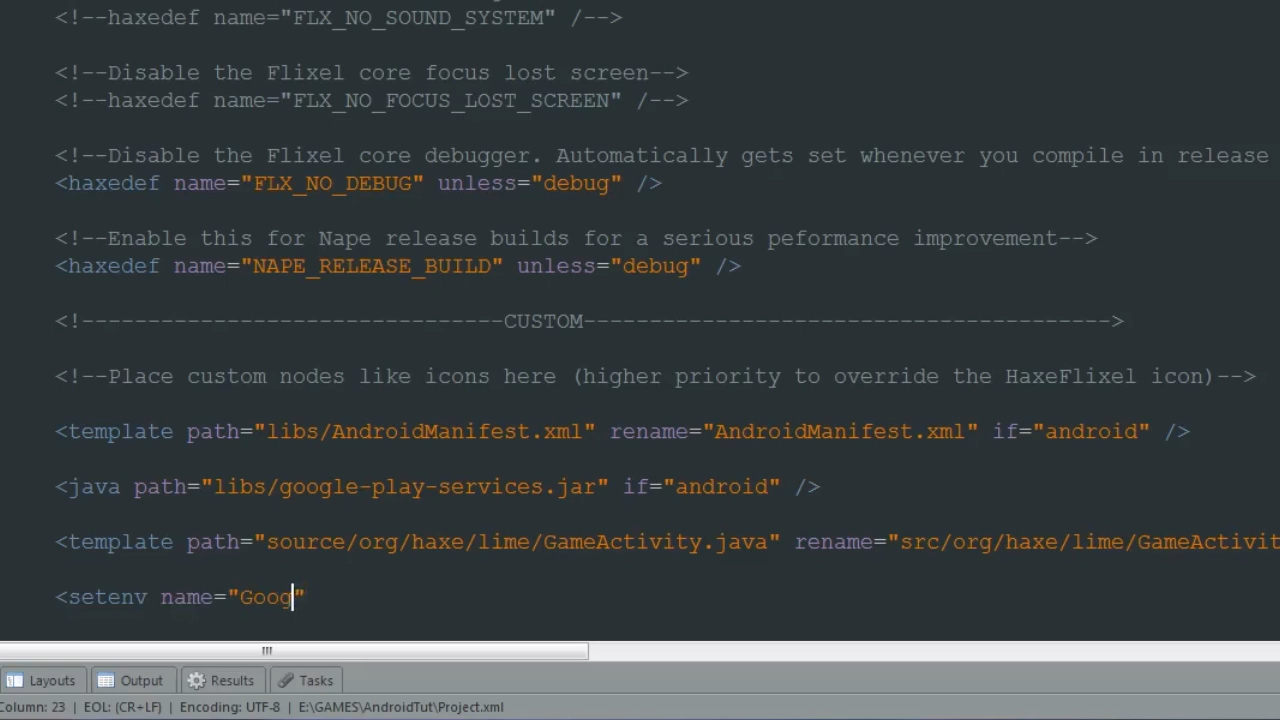 <!--haxedef name="FLX_NO_SOUND_SYSTEM" /-->
<!--Disable the Flixel core focus lost screen-->
<!--haxedef name="FLX_NO_FOCUS_LOST_SCREEN" /-->
<!--Disable the Flixel core debugger. Automatically gets set whenever you compile in release
<haxedef name="FLX_NO_DEBUG" unless="debug" />
<!--Enable this for Nape release builds for a serious peformance improvement-->
<haxedef name="NAPE_RELEASE_BUILD" unless="debug" />
<!--------------------------------CUSTOM---------------------------------------->
<!--Place custom nodes like icons here (higher priority to override the HaxeFlixel icon)-->
<template path="libs/AndroidManifest.xml" rename="AndroidManifest.xml" if="android" />
<java path="libs/google-play-services.jar" if="android" />
<template path="source/org/haxe/lime/GameActivity.java" rename="src/org/haxe/lime/GameActivit
<setenv name="Goog"
Layouts Output Results Tasks
Column: 23 | EOL: (CR+LF) | Encoding: UTF-8 | E:\GAMES\AndroidTut\Project.xml